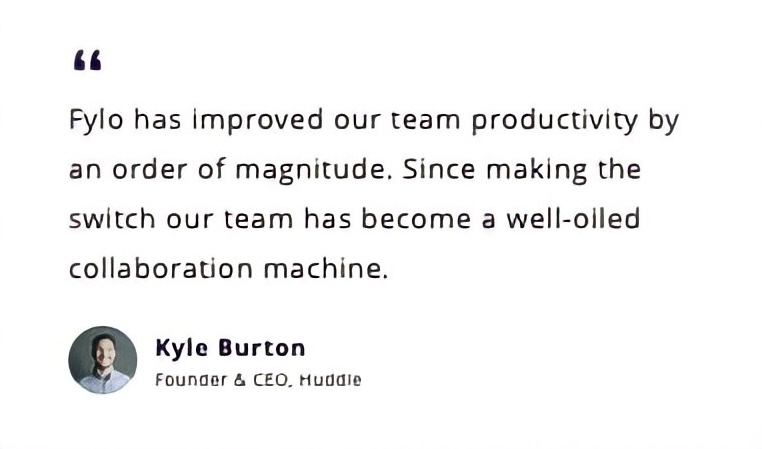 “
Fylo has improved our team productivity by
an order of magnitude. Since making the
switch our team has become a well-oiled
collaboration machine.
Kyle Burton
Founder & CEO, Huddle